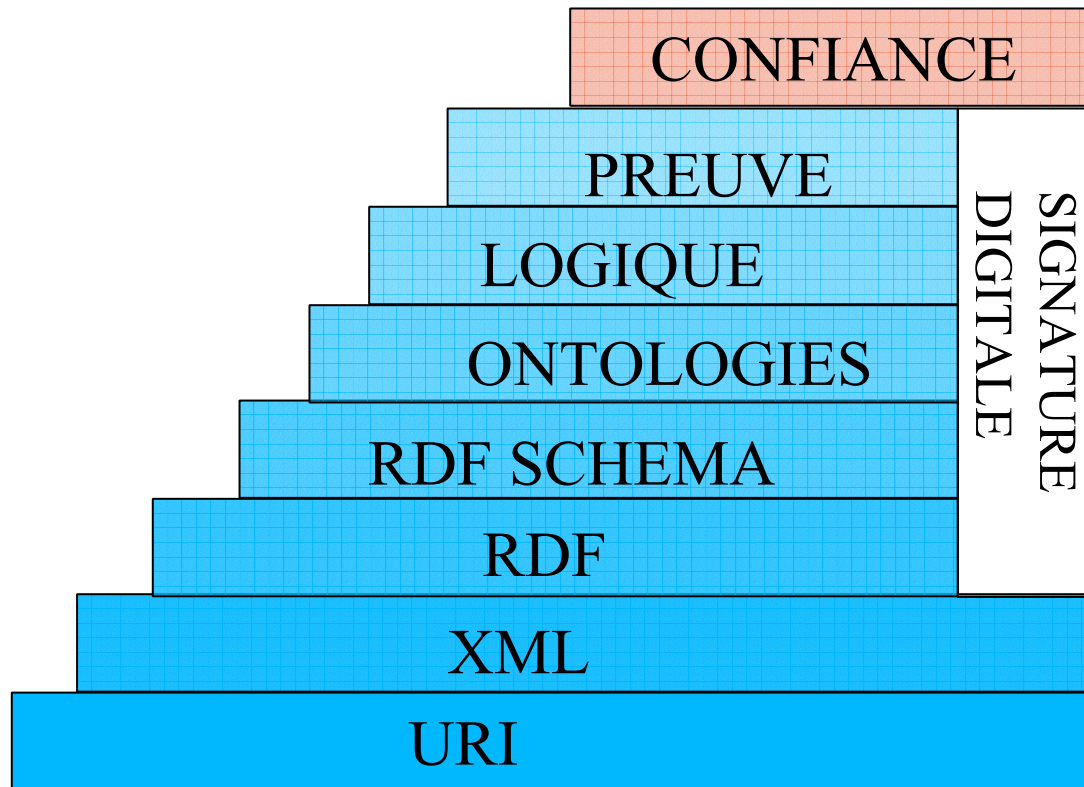 CONFIANCE
PREUVE
LOGIQUE
ONTOLOGIES
RDF SCHEMA
RDF
XML
URI
SIGNATURE
DIGITALE